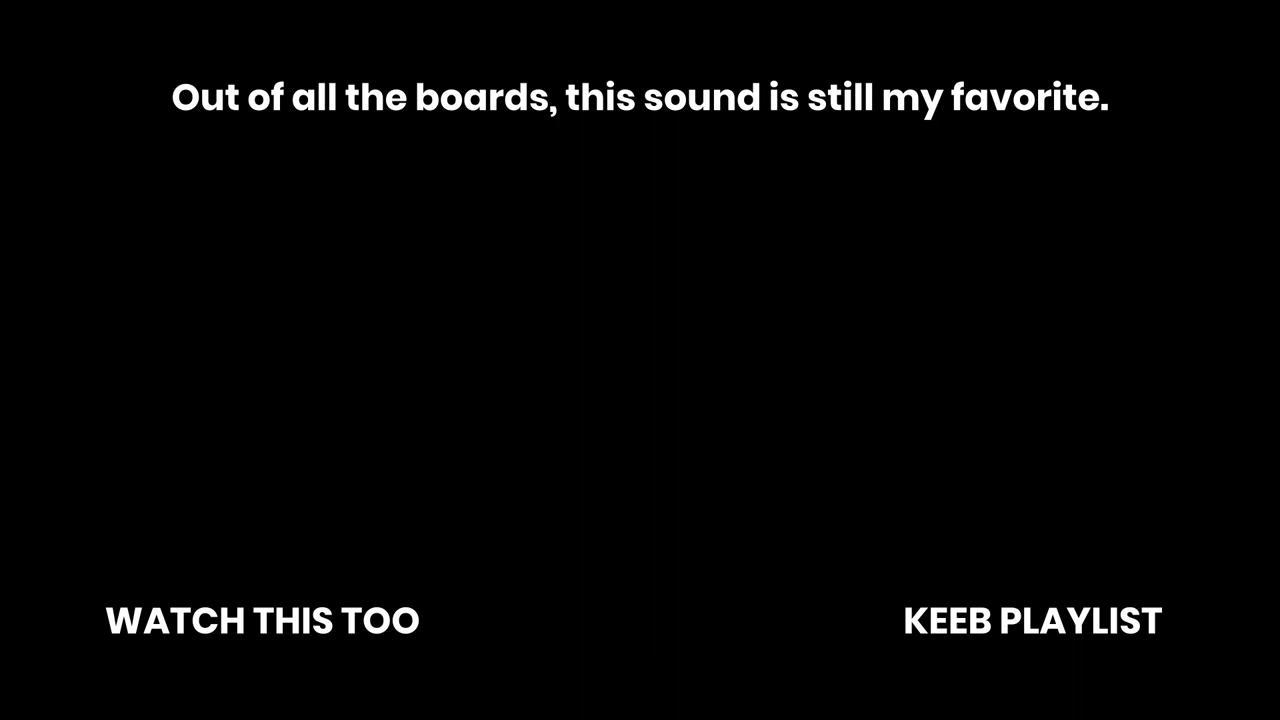 Out of all the boards, this sound is still my favorite.
WATCH THIS TOO
KEEB PLAYLIST